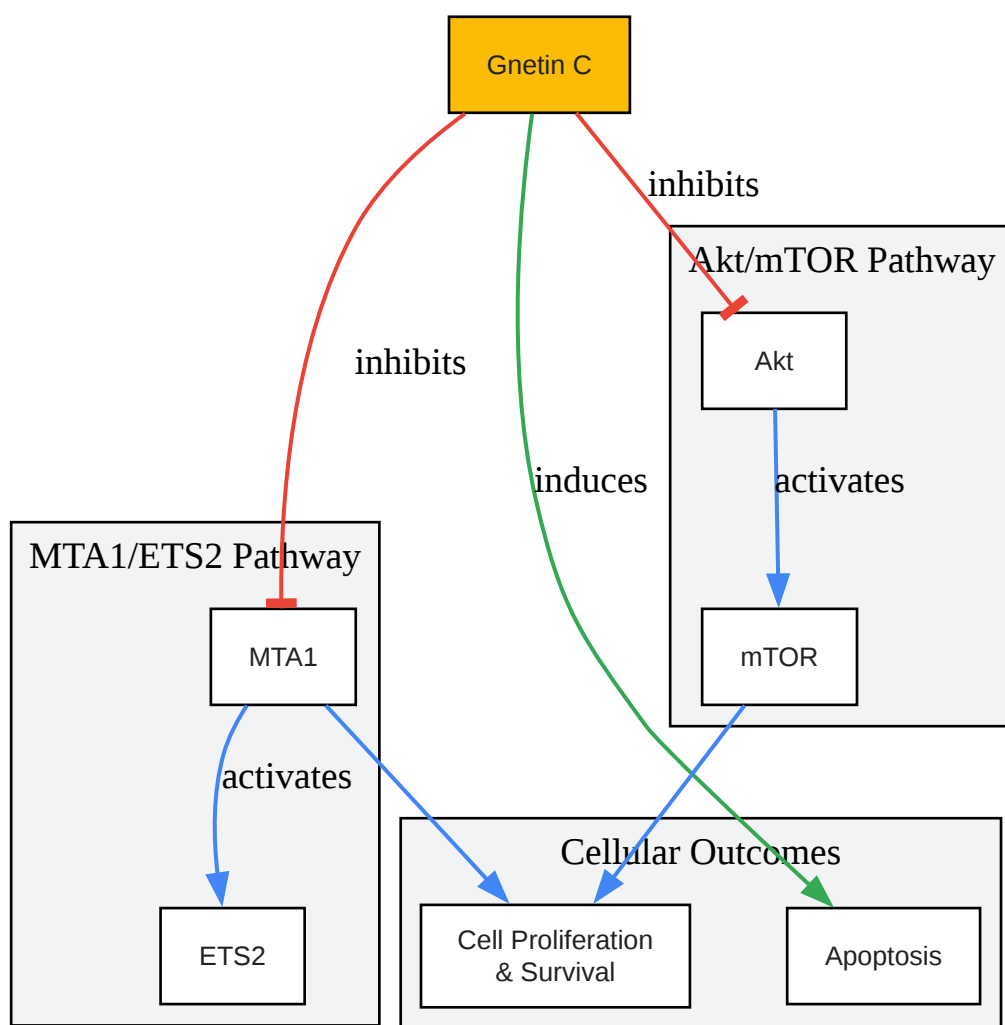 Gnetin C
inhibits
Akt/mTOR Pathway
Akt
inhibits
induces
activates
MTA1/ETS2 Pathway
MTA1
mTOR
activates
Cellular Outcomes
ETS2
Cell Proliferation
& Survival
Apoptosis